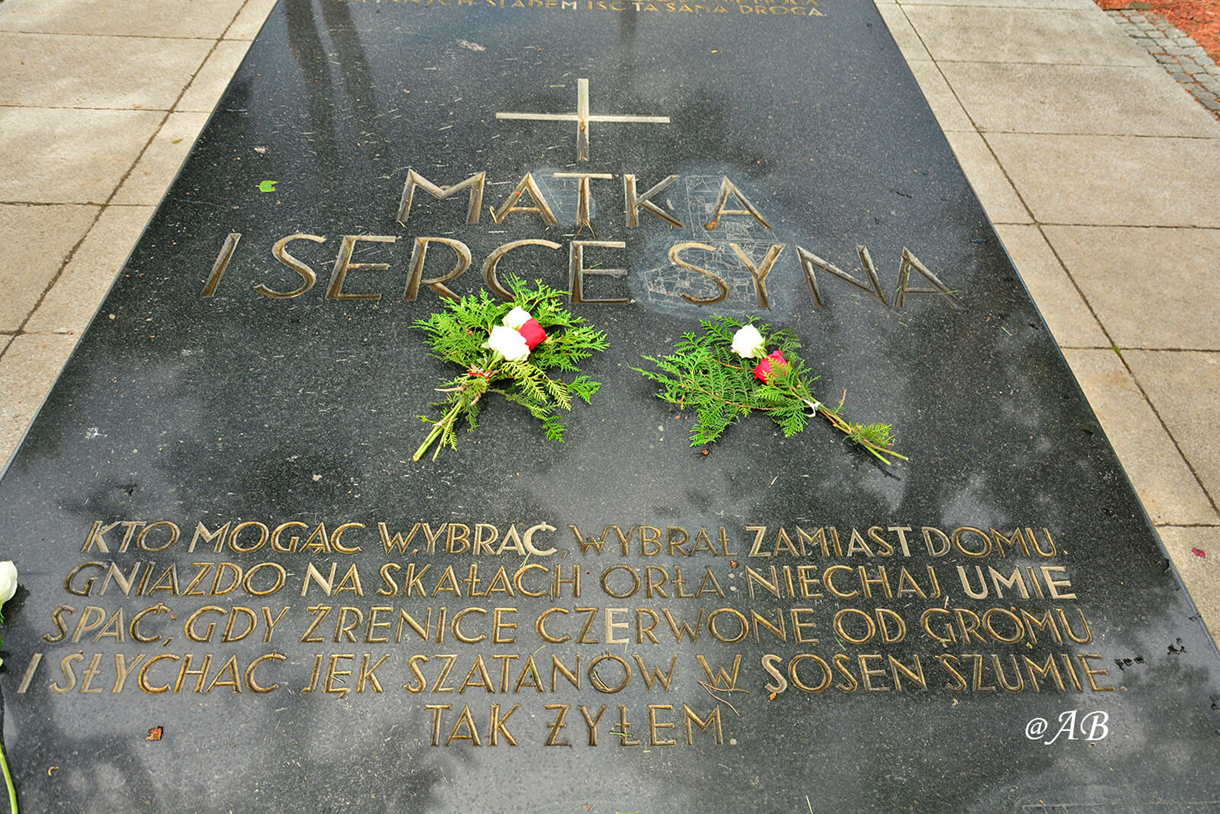 DROGA.
MATKA
I SERCE SYNA
KTO MOGĄC WYBRAĆ, WYBRAŁ ZAMIAST DOMU
GNIAZDO NA SKAŁACH ORŁA. NIECHAJ UMIE
SPAĆ, GDY ŹRENICE CZERWONE OD GROMU
I SŁYCHAĆ JĘK SZATANÓW W SOSEN SZUMIE.
TAK ŻYŁEM.
@AB